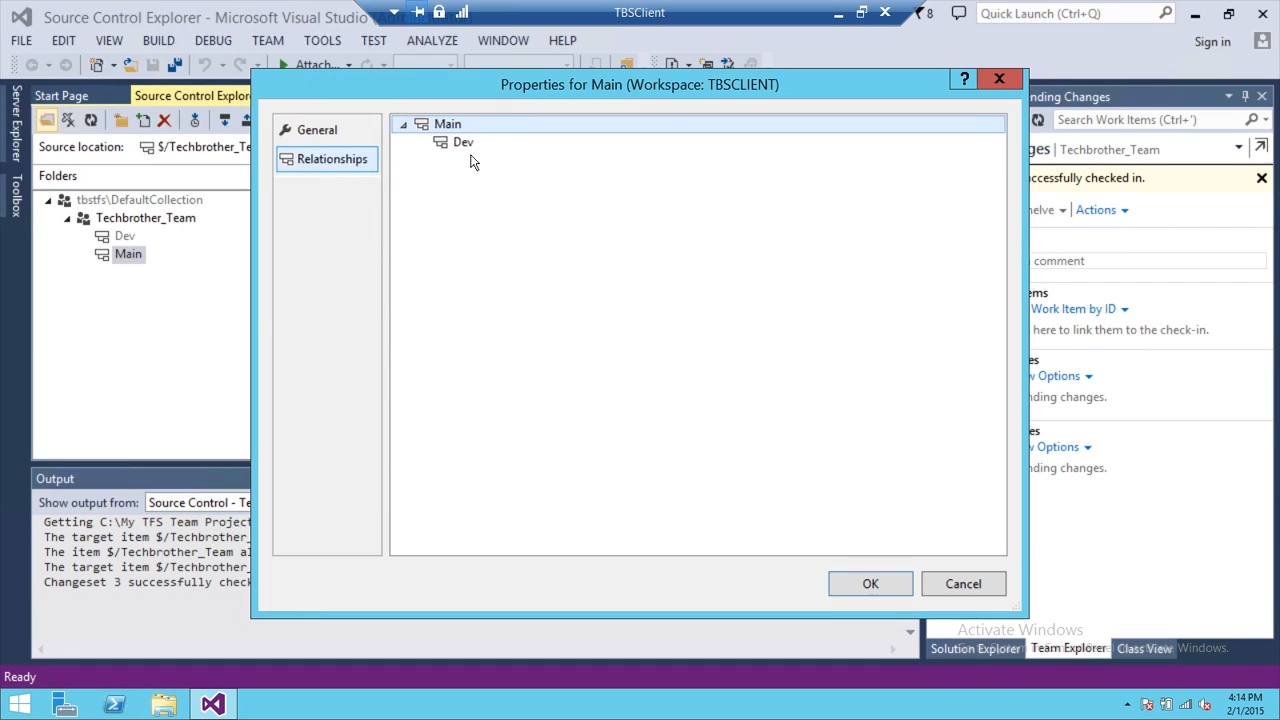 Source Control Explorer - Microsoft Visual Studio
TBSClient
8
Quick Launch (Ctrl+')
FILE EDIT VIEW BUILD DEBUG TEAM TOOLS TEST ANALYZE WINDOW HELP
Sign in
Attach...
Server Explorer
Toolbox
Start Page
Source Control Explor
Source location: $/Techbrother_Te
Folders
tbstfs\DefaultCollection
Techbrother_Team
Dev
Main
Properties for Main (Workspace: TBSCLIENT)
?
General
Relationships
Main
Dev
OK
Cancel
nding Changes
Search Work Items (Ctrl+')
ges Techbrother_Team
uccessfully checked in.
nelve
Actions
comment
ems
Work Item by ID
here to link them to the check-in.
es
w Options
nding changes.
es
w Options
nding changes.
Output
Show output from: Source Control - Te
Getting C:\My TFS Team Project
The target item $/Techbrother_
The item $/Techbrother_Team al
The target item $/Techbrother_
Changeset 3 successfully check
Activate Windows
Solution Explorer Team Explorer Class View
Windows.
Ready
4:14 PM
2/1/2015